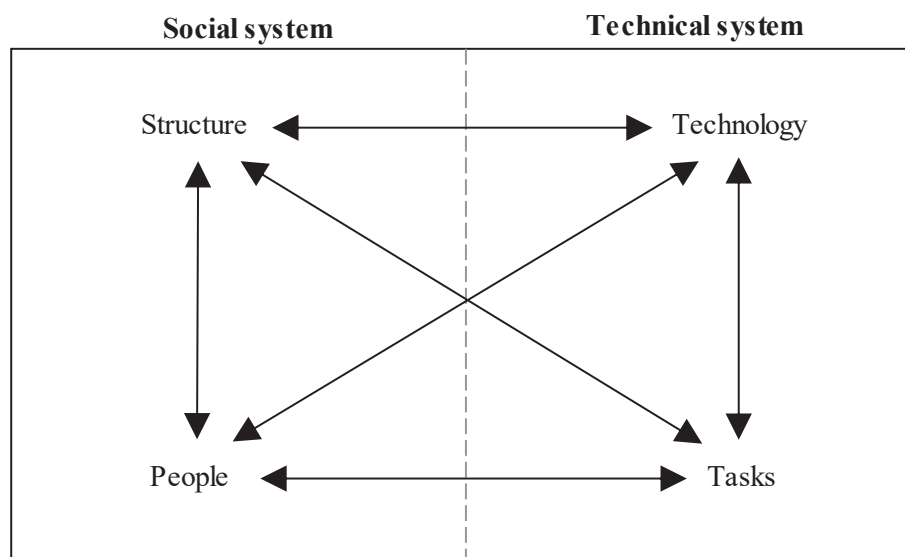 Social system
Technical system
Structure
Technology
People
Tasks